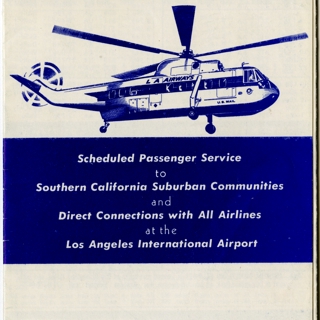 L A AIRWAYS
U.S. MAIL
Scheduled Passenger Service
to
Southern California Suburban Communities
and
Direct Connections with All Airlines
at the
Los Angeles International Airport